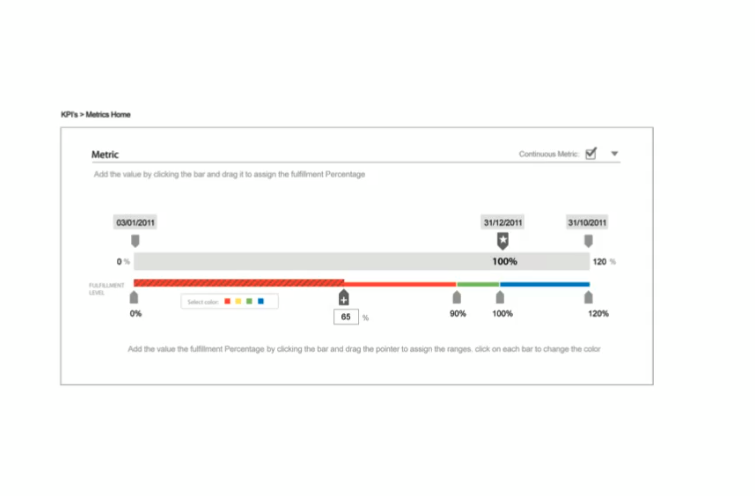 KPI's > Metrics Home
Metric
Continuous Metric:
Add the value by clicking the bar and drag it to assign the fulfillment Percentage
03/01/2011 31/12/2011 31/10/2011
0 % 100% 120 %
FULFILLMENT
LEVEL
Select color:
0% 65 % 90% 100% 120%
Add the value the fulfillment Percentage by clicking the bar and drag the pointer to assign the ranges. click on each bar to change the color